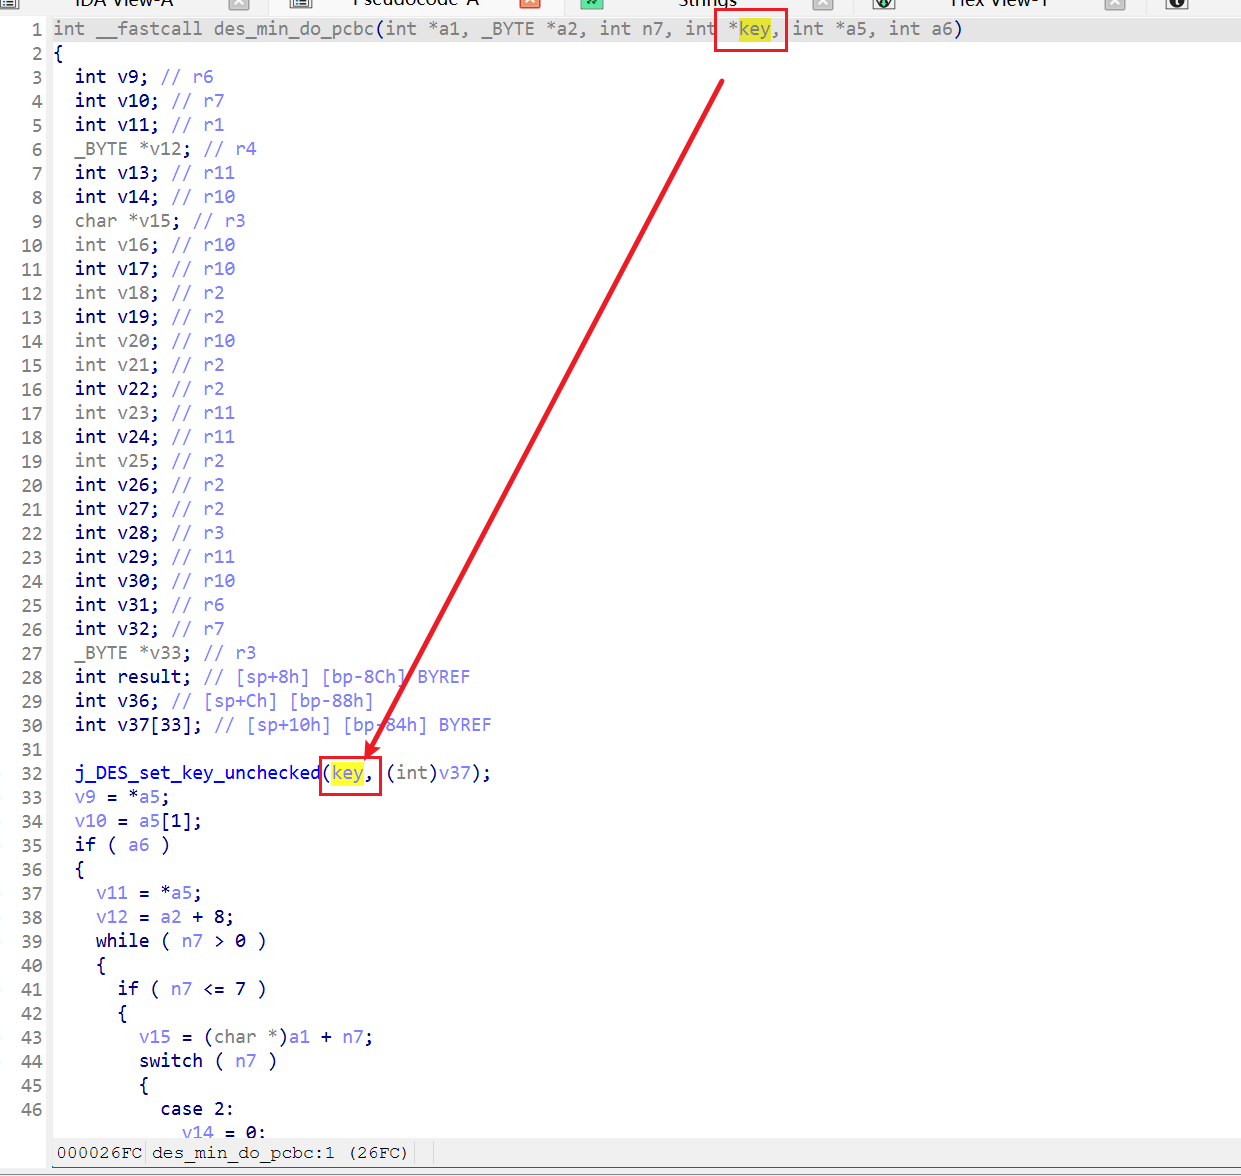 IDA View-A Pseudocode-A Strings Hex View-1
1 int __fastcall des_min_do_pcbc(int *a1, _BYTE *a2, int n7, int *key, int *a5, int a6)
2 {
3 int v9; // r6
4 int v10; // r7
5 int v11; // r1
6 _BYTE *v12; // r4
7 int v13; // r11
8 int v14; // r10
9 char *v15; // r3
10 int v16; // r10
11 int v17; // r10
12 int v18; // r2
13 int v19; // r2
14 int v20; // r10
15 int v21; // r2
16 int v22; // r2
17 int v23; // r11
18 int v24; // r11
19 int v25; // r2
20 int v26; // r2
21 int v27; // r2
22 int v28; // r3
23 int v29; // r11
24 int v30; // r10
25 int v31; // r6
26 int v32; // r7
27 _BYTE *v33; // r3
28 int result; // [sp+8h] [bp-8Ch] BYREF
29 int v36; // [sp+Ch] [bp-88h]
30 int v37[33]; // [sp+10h] [bp-84h] BYREF
31
32 j_DES_set_key_unchecked(key, (int)v37);
33 v9 = *a5;
34 v10 = a5[1];
35 if ( a6 )
36 {
37 v11 = *a5;
38 v12 = a2 + 8;
39 while ( n7 > 0 )
40 {
41 if ( n7 <= 7 )
42 {
43 v15 = (char *)a1 + n7;
44 switch ( n7 )
45 {
46 case 2:
v14 = 0;
000026FC des_min_do_pcbc:1 (26FC)